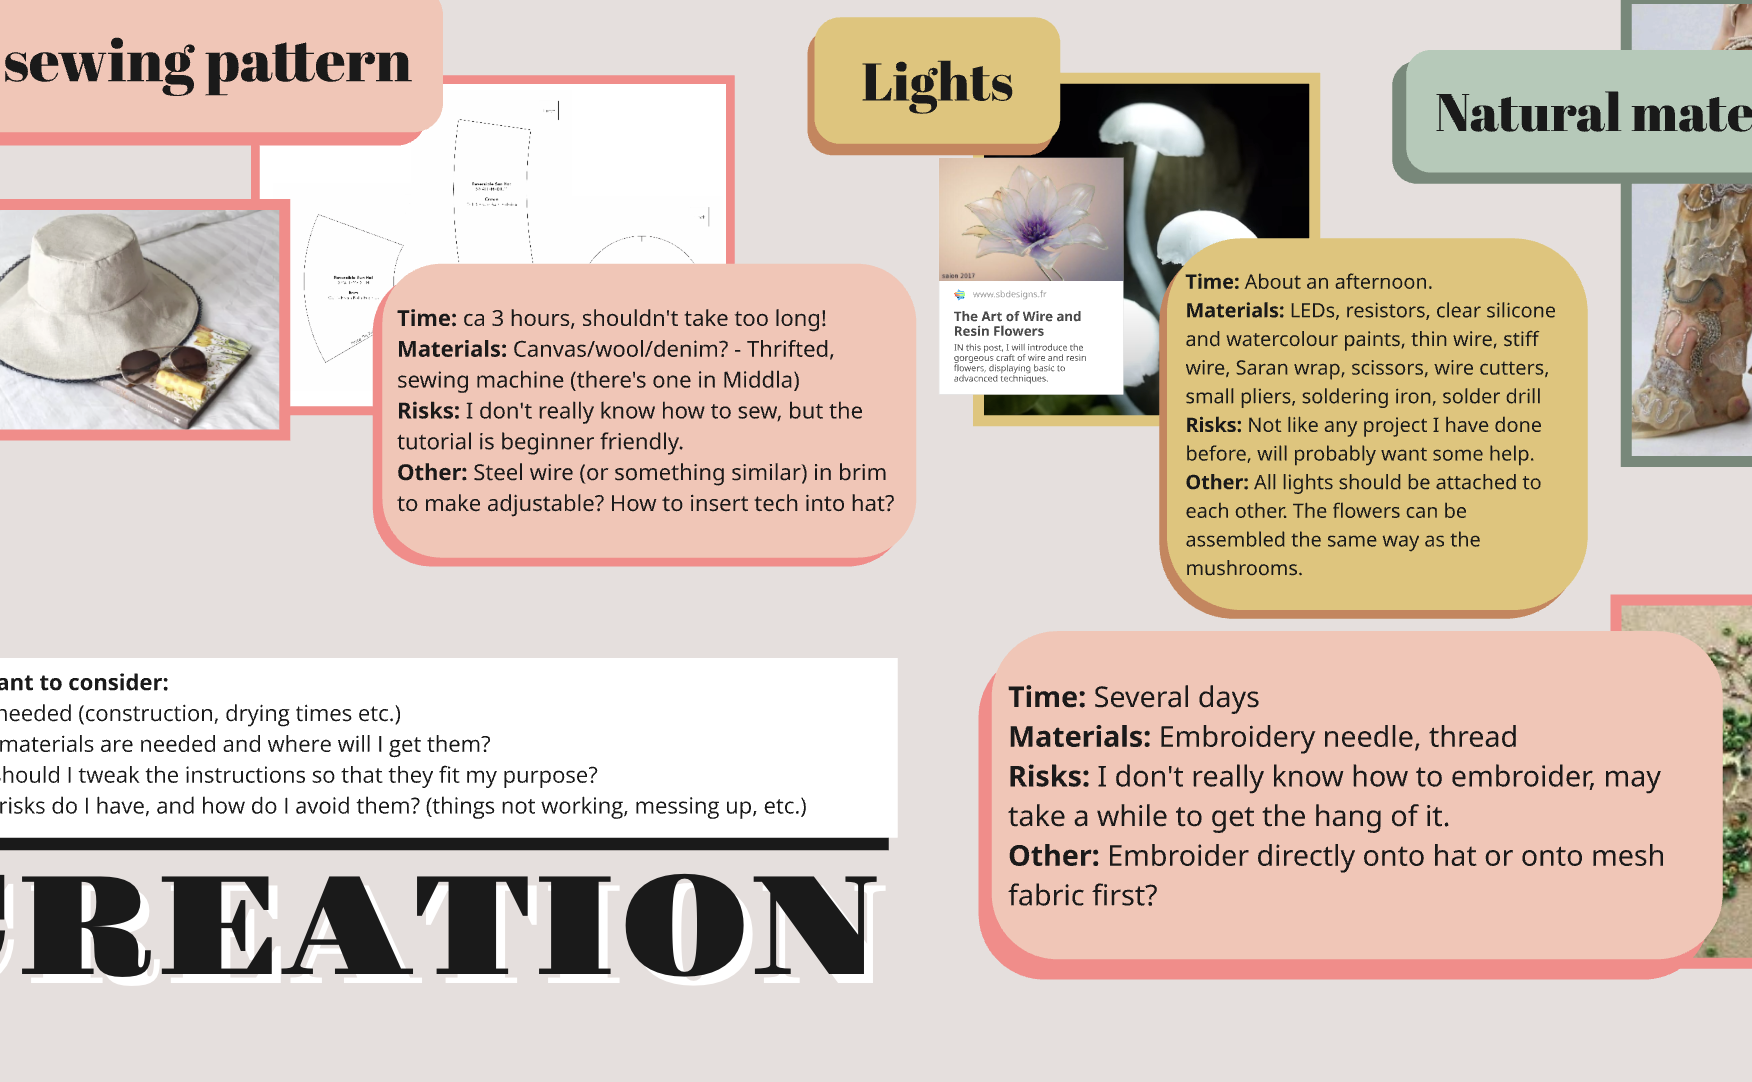 sewing pattern
Reversible Sun Hat
Crown
Reversible Sun Hat
Brim
Time: ca 3 hours, shouldn't take too long!
Materials: Canvas/wool/denim? - Thrifted,
sewing machine (there's one in Middla)
Risks: I don't really know how to sew, but the
tutorial is beginner friendly.
Other: Steel wire (or something similar) in brim
to make adjustable? How to insert tech into hat?
Lights
salon 2017
www.sbdesigns.fr
The Art of Wire and
Resin Flowers
IN this post, I will introduce the
gorgeous craft of wire and resin
flowers, displaying basic to
advacnced techniques.
Time: About an afternoon.
Materials: LEDs, resistors, clear silicone
and watercolour paints, thin wire, stiff
wire, Saran wrap, scissors, wire cutters,
small pliers, soldering iron, solder drill
Risks: Not like any project I have done
before, will probably want some help.
Other: All lights should be attached to
each other. The flowers can be
assembled the same way as the
mushrooms.
Natural mate
ant to consider:
needed (construction, drying times etc.)
materials are needed and where will I get them?
should I tweak the instructions so that they fit my purpose?
risks do I have, and how do I avoid them? (things not working, messing up, etc.)
CREATION
Time: Several days
Materials: Embroidery needle, thread
Risks: I don't really know how to embroider, may
take a while to get the hang of it.
Other: Embroider directly onto hat or onto mesh
fabric first?